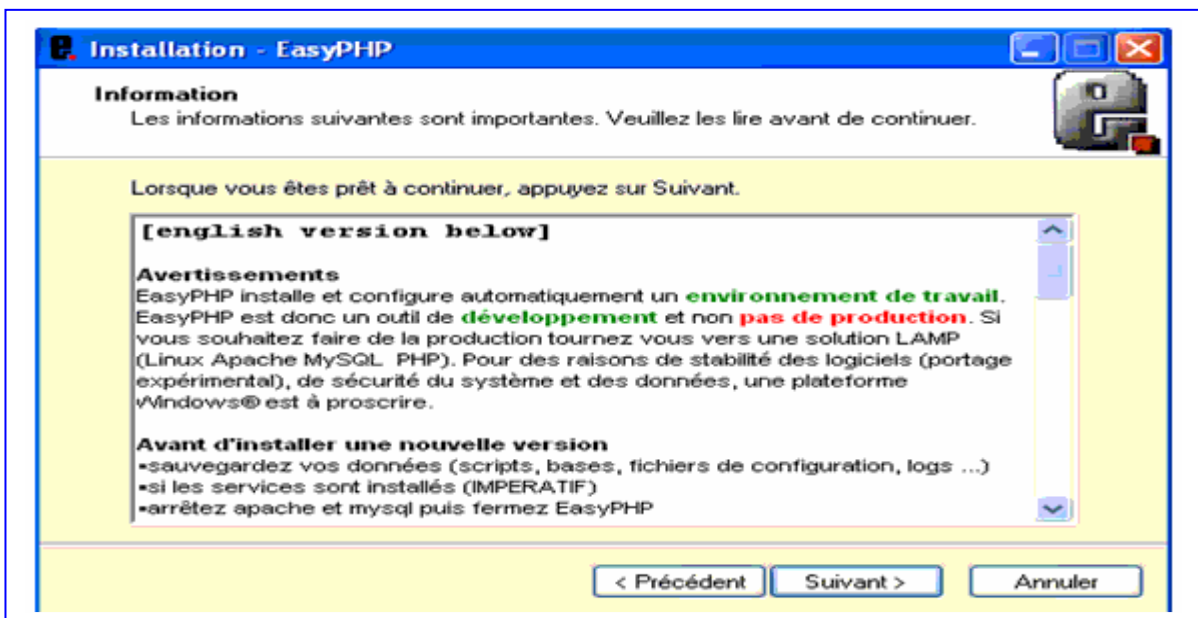 Installation - EasyPHP
Information
Les informations suivantes sont importantes. Veuillez les lire avant de continuer.
Lorsque vous êtes prêt à continuer, appuyez sur Suivant.
[english version below]
Avertissements
EasyPHP installe et configure automatiquement un environnement de travail.
EasyPHP est donc un outil de développement et non pas de production. Si
vous souhaitez faire de la production tournez vous vers une solution LAMP
(Linux Apache MySQL PHP). Pour des raisons de stabilité des logiciels (portage
expérimental), de sécurité du système et des données, une plateforme
Windows® est à proscrire.
Avant d'installer une nouvelle version
▪sauvegardez vos données (scripts, bases, fichiers de configuration, logs ...)
▪si les services sont installés (IMPERATIF)
▪arrêtez apache et mysql puis fermez EasyPHP
< Précédent Suivant > Annuler